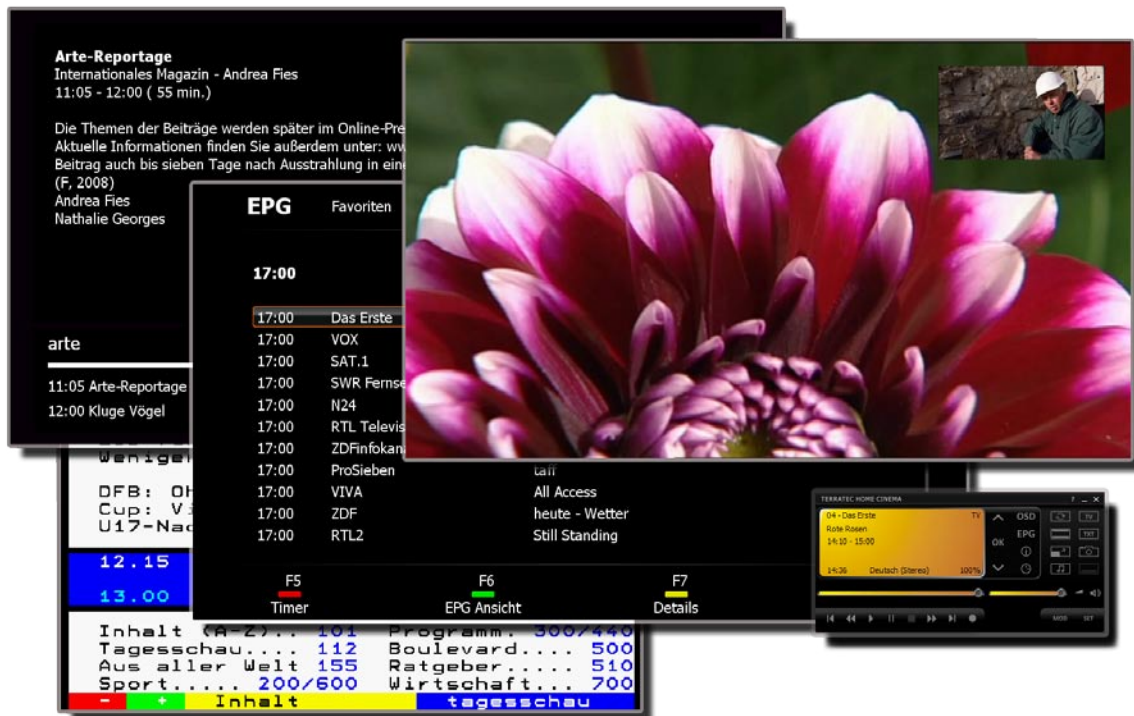 Arte-Reportage
Internationales Magazin - Andrea Fies
11:05 - 12:00 ( 55 min.)
Die Themen der Beiträge werden später im Online-Pre
Aktuelle Informationen finden Sie außerdem unter: ww
Beitrag auch bis sieben Tage nach Ausstrahlung in eine
(F, 2008)
Andrea Fies
Nathalie Georges
arte
11:05 Arte-Reportage
12:00 Kluge Vögel
EPG Favoriten
17:00
17:00 Das Erste
17:00 VOX
17:00 SAT.1
17:00 SWR Fernse
17:00 N24
17:00 RTL Televis
17:00 ZDFinfokan
17:00 ProSieben taff
17:00 VIVA All Access
17:00 ZDF heute - Wetter
17:00 RTL2 Still Standing
F5 F6 F7
Timer EPG Ansicht Details
Weniger
DFB: Oh
Cup: Vi
U17-Nac
12.15
13.00
Inhalt (A-Z).. 101 Programm. 300/440
Tagesschau.... 112 Boulevard.... 500
Aus aller Welt 155 Ratgeber..... 510
Sport..... 200/600 Wirtschaft... 700
- + Inhalt tagesschau
TERRATEC HOME CINEMA ? _ X
04 - Das Erste TV
Rote Rosen
14:10 - 15:00
14:36 Deutsch (Stereo) 100%
OSD
EPG
OK
TV
TXT
MOD SET